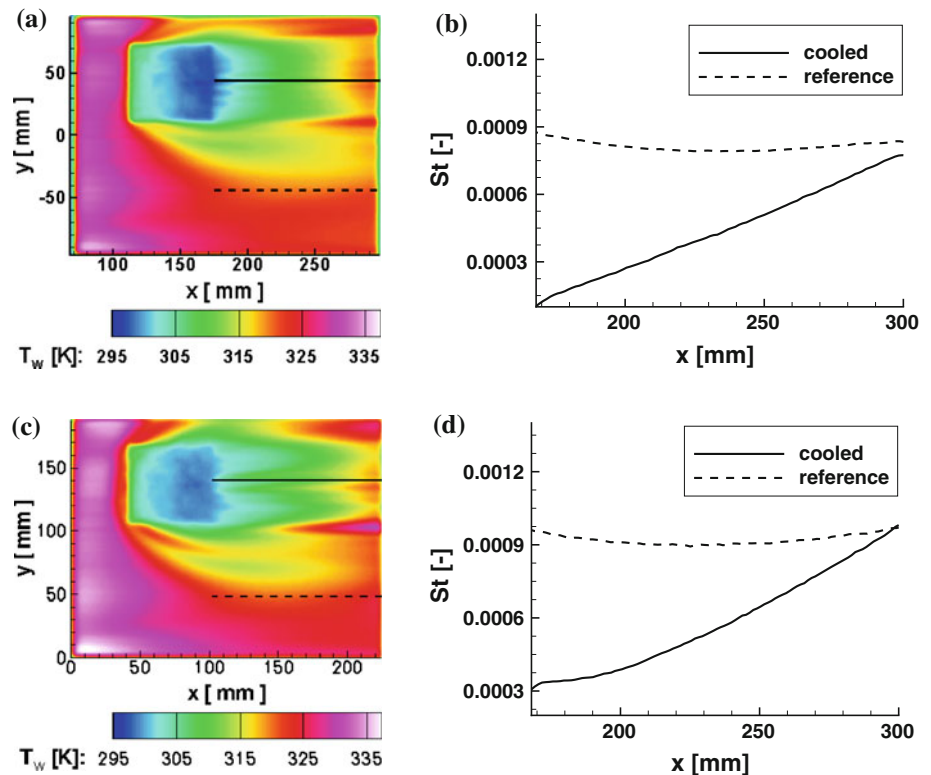 (a)
50
0
-50
y [ mm ]
100 150 200 250
x [ mm ]
T_w [K]: 295 305 315 325 335
(b)
cooled
reference
0.0012
0.0009
0.0006
0.0003
St [-]
200 250 300
x [mm]
(c)
150
100
50
0
y [ mm ]
0 50 100 150 200
x [ mm ]
T_w [K]: 295 305 315 325 335
(d)
cooled
reference
0.0012
0.0009
0.0006
0.0003
St [-]
200 250 300
x [mm]